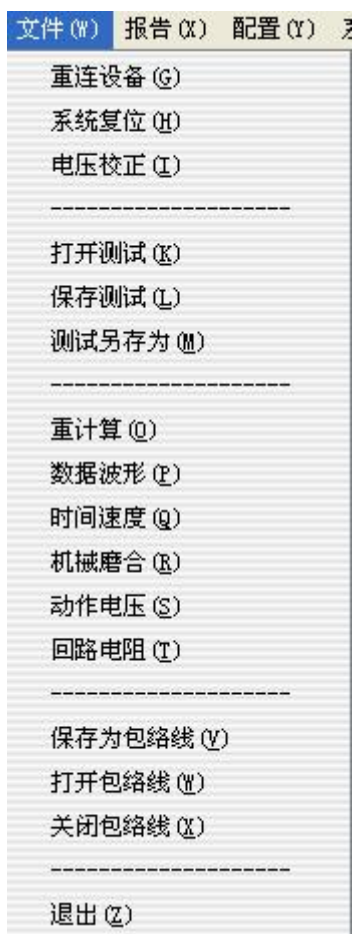 文件(W) 报告(X) 配置(Y)
重连设备(G)
系统复位(H)
电压校正(I)
--------------------
打开测试(K)
保存测试(L)
测试另存为(M)
--------------------
重计算(O)
数据波形(P)
时间速度(Q)
机械磨合(R)
动作电压(S)
回路电阻(T)
--------------------
保存为包络线(V)
打开包络线(W)
关闭包络线(X)
--------------------
退出(Z)